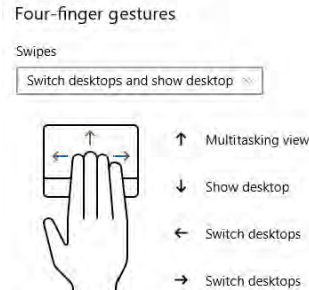 Four-finger gestures
Swipes
Switch desktops and show desktop
↑ Multitasking view
↓ Show desktop
← Switch desktops
→ Switch desktops